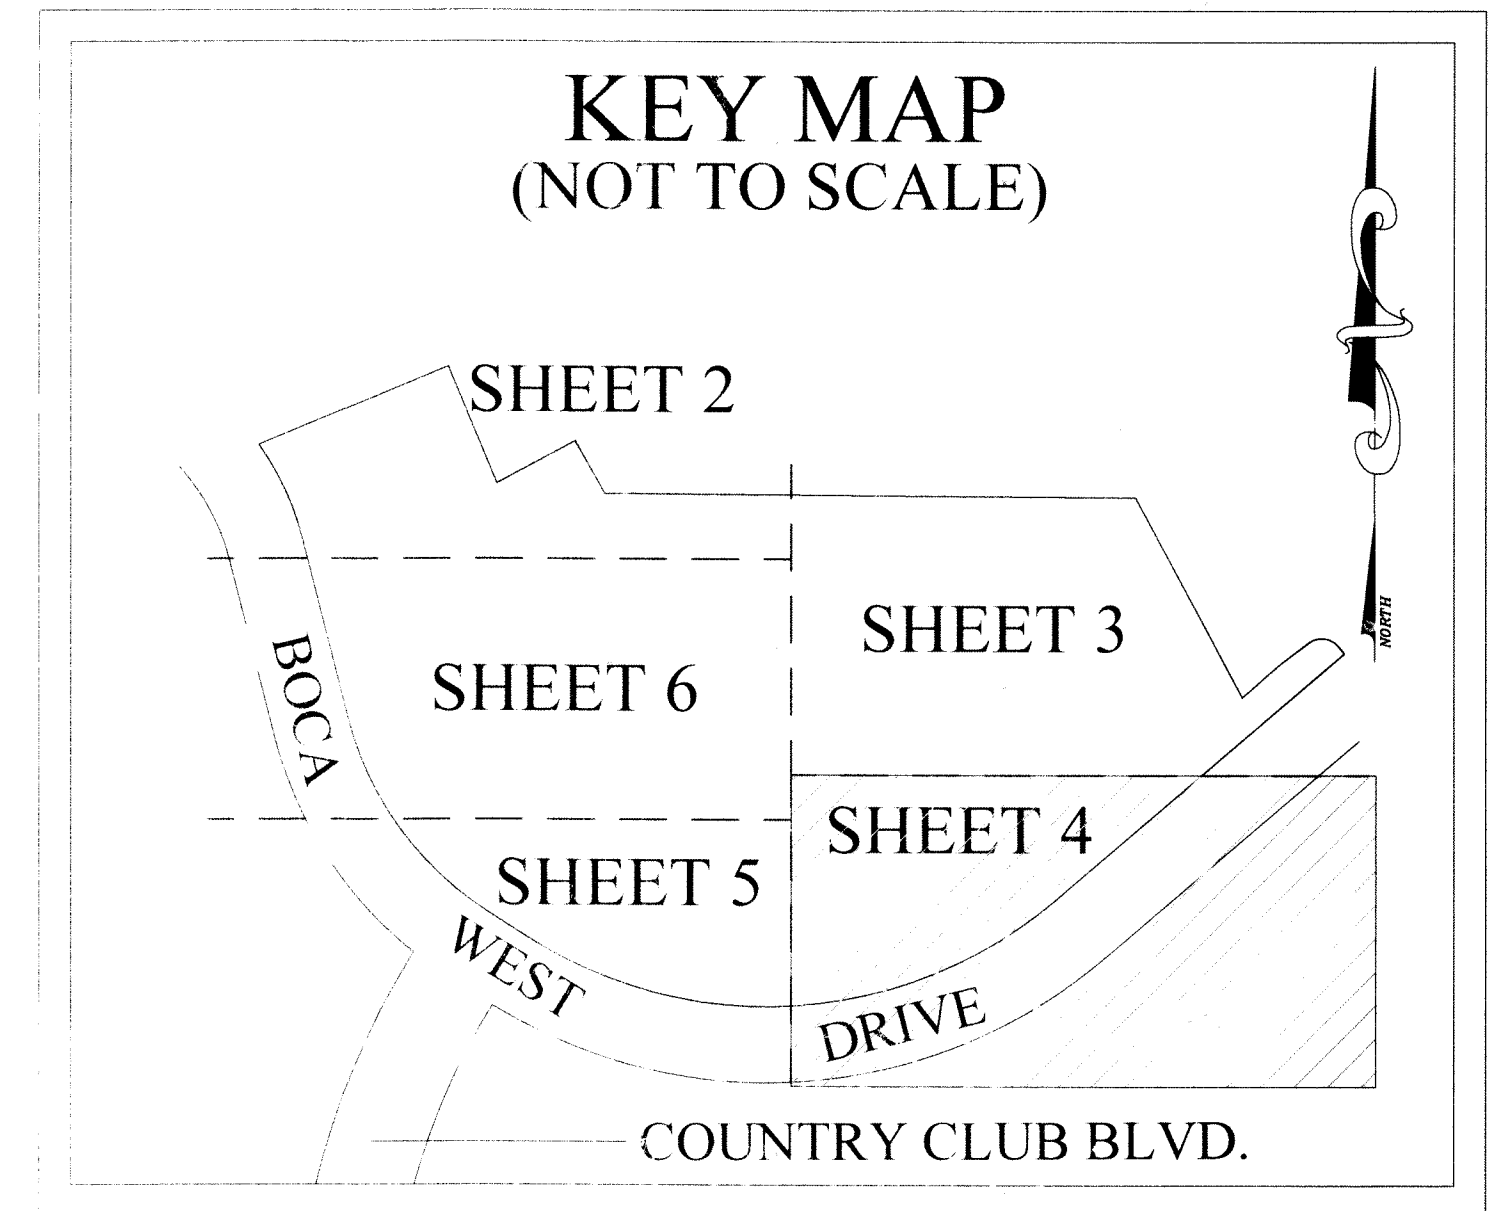 KEY MAP
(NOT TO SCALE)
SHEET 2
NORTH
SHEET 3
SHEET 6
BOCA
SHEET 4
SHEET 5
WEST
DRIVE
COUNTRY CLUB BLVD.